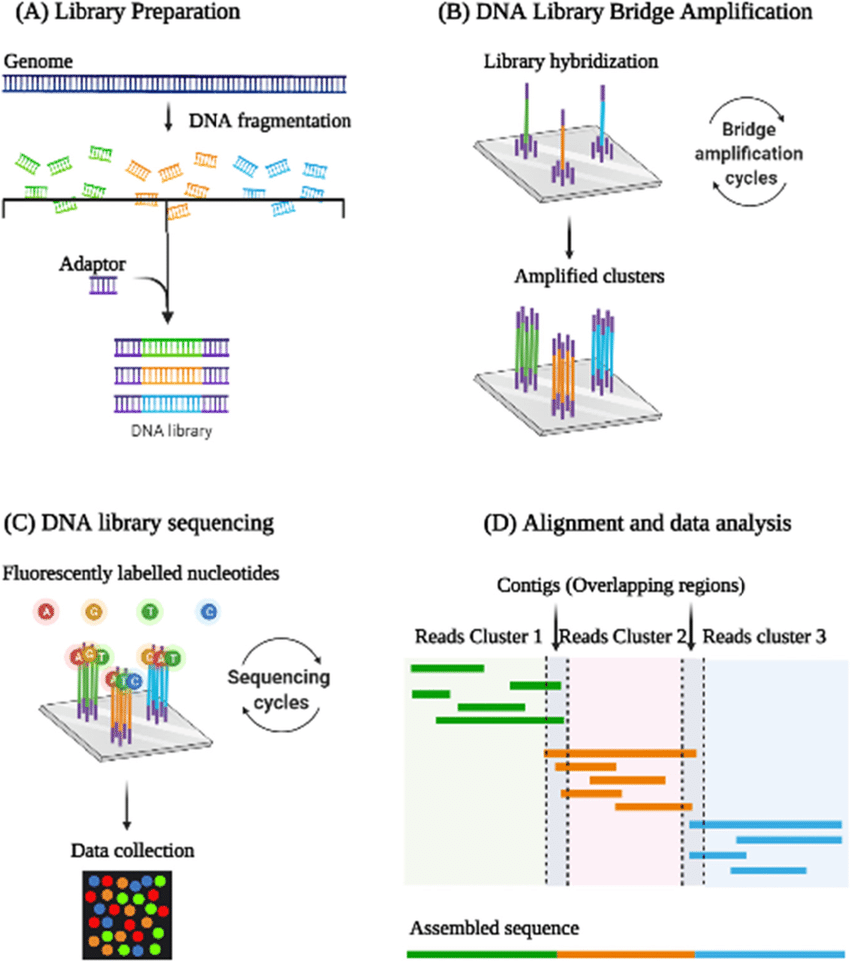 (A) Library Preparation
Genome
DNA fragmentation
Adaptor
DNA library
(B) DNA Library Bridge Amplification
Library hybridization
Bridge
amplification
cycles
Amplified clusters
(C) DNA library sequencing
Fluorescently labelled nucleotides
A G T C
A G T G A T
A T C
Sequencing
cycles
Data collection
(D) Alignment and data analysis
Contigs (Overlapping regions)
Reads Cluster 1 Reads Cluster 2 Reads cluster 3
Assembled sequence